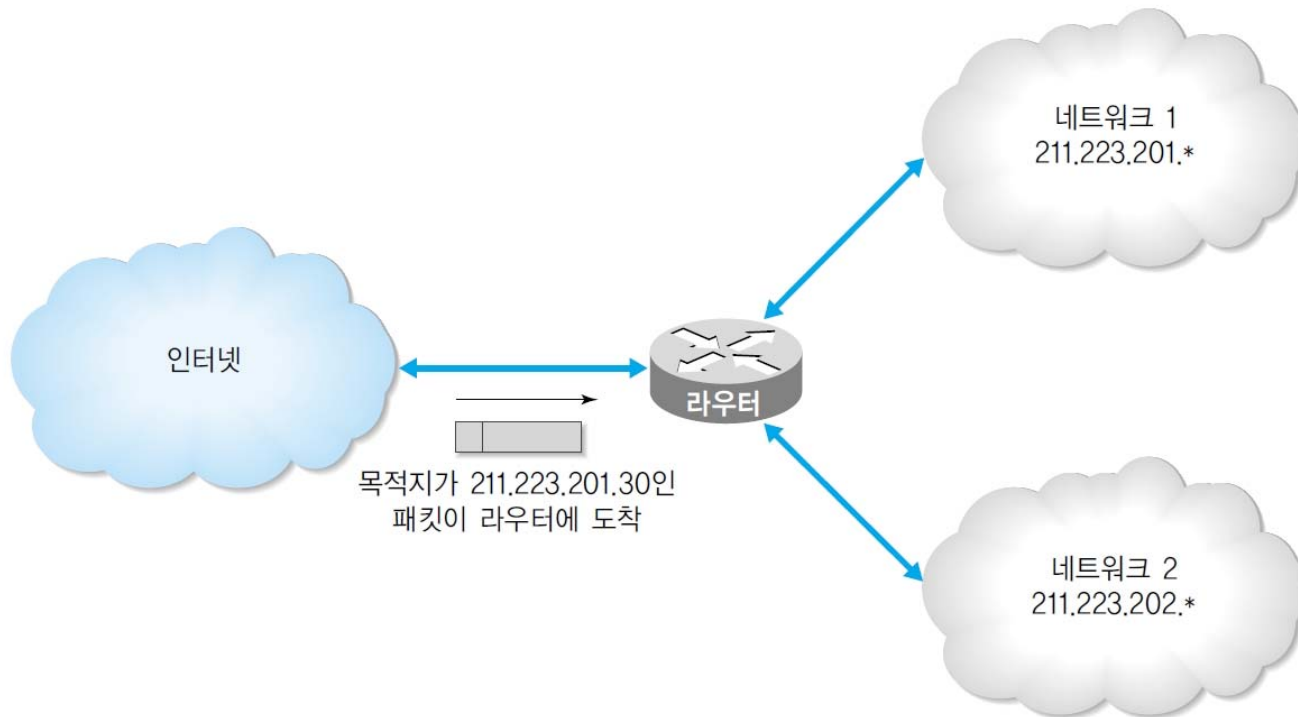 네트워크 1
211.223.201.*
인터넷
라우터
목적지가 211.223.201.30인
패킷이 라우터에 도착
네트워크 2
211.223.202.*